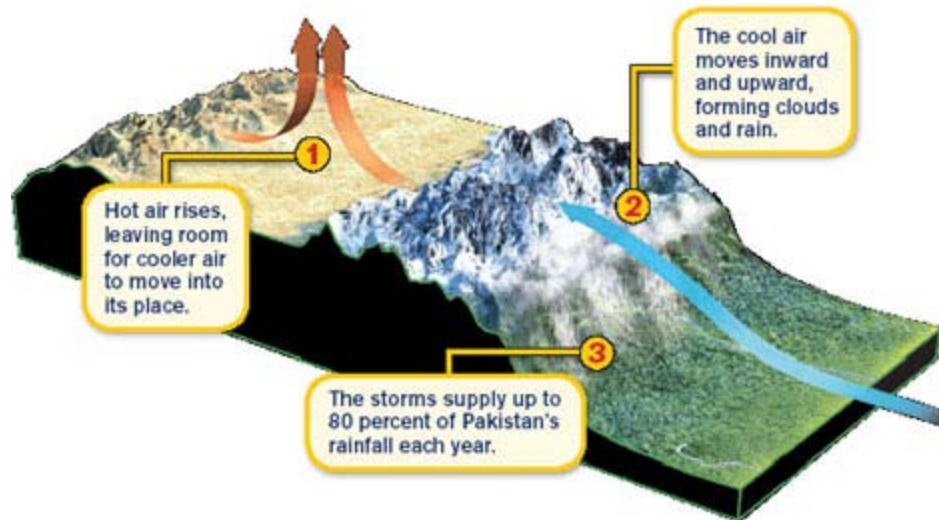 1
Hot air rises,
leaving room
for cooler air
to move into
its place.
2
The cool air
moves inward
and upward,
forming clouds
and rain.
3
The storms supply up to
80 percent of Pakistan's
rainfall each year.